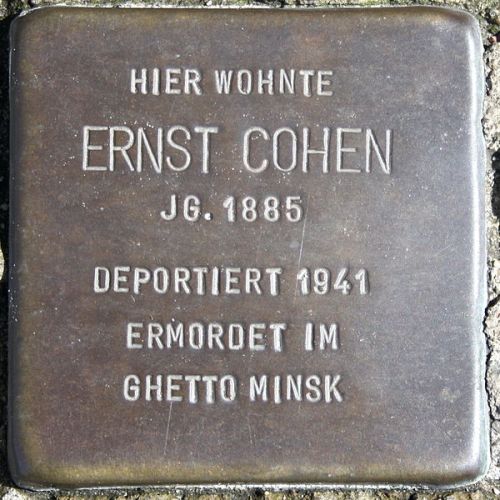 HIER WOHNTE
ERNST COHEN
JG. 1885
DEPORTIERT 1941
ERMORDET IM
GHETTO MINSK